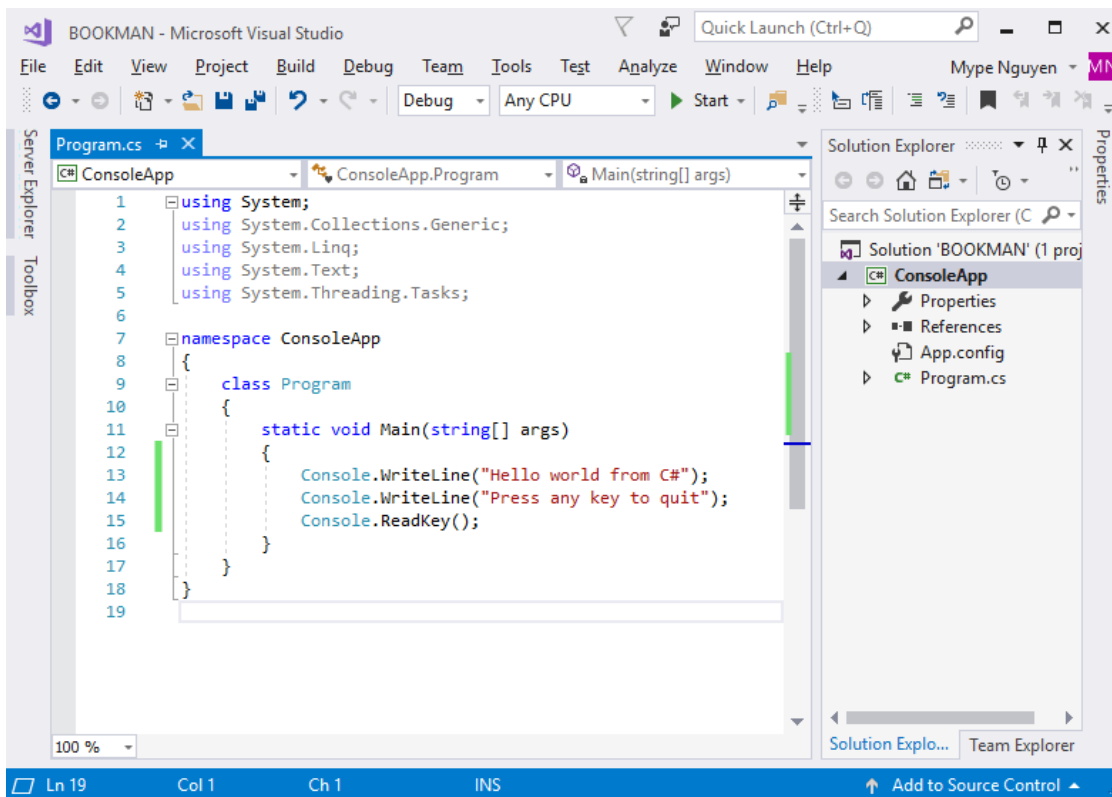 BOOKMAN - Microsoft Visual Studio
Quick Launch (Ctrl+Q)
File Edit View Project Build Debug Team Tools Test Analyze Window Help Mype Nguyen MN
Debug Any CPU Start
Server Explorer
Toolbox
Program.cs
ConsoleApp ConsoleApp.Program Main(string[] args)
1 using System;
2 using System.Collections.Generic;
3 using System.Linq;
4 using System.Text;
5 using System.Threading.Tasks;
6
7 namespace ConsoleApp
8 {
9 class Program
10 {
11 static void Main(string[] args)
12 {
13 Console.WriteLine("Hello world from C#");
14 Console.WriteLine("Press any key to quit");
15 Console.ReadKey();
16 }
17 }
18 }
19
100 %
Solution Explorer
Search Solution Explorer (C
Solution 'BOOKMAN' (1 proj
C# ConsoleApp
Properties
References
App.config
C# Program.cs
Solution Explo... Team Explorer
Properties
Ln 19 Col 1 Ch 1 INS Add to Source Control